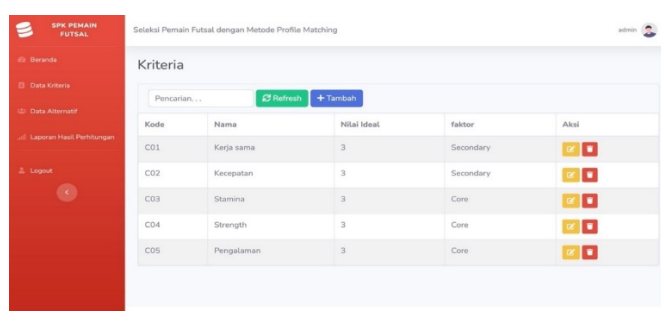 SPK PEMAIN
FUTSAL
Seleksi Pemain Futsal dengan Metode Profile Matching
admin
Beranda
Data Kriteria
Data Alternatif
Laporan Hasil Perhitungan
Logout
Kriteria
Pencarian...
Refresh
+ Tambah
Kode Nama Nilai Ideal faktor Aksi
C01 Kerja sama 3 Secondary
C02 Kecepatan 3 Secondary
C03 Stamina 3 Core
C04 Strength 3 Core
C05 Pengalaman 3 Core